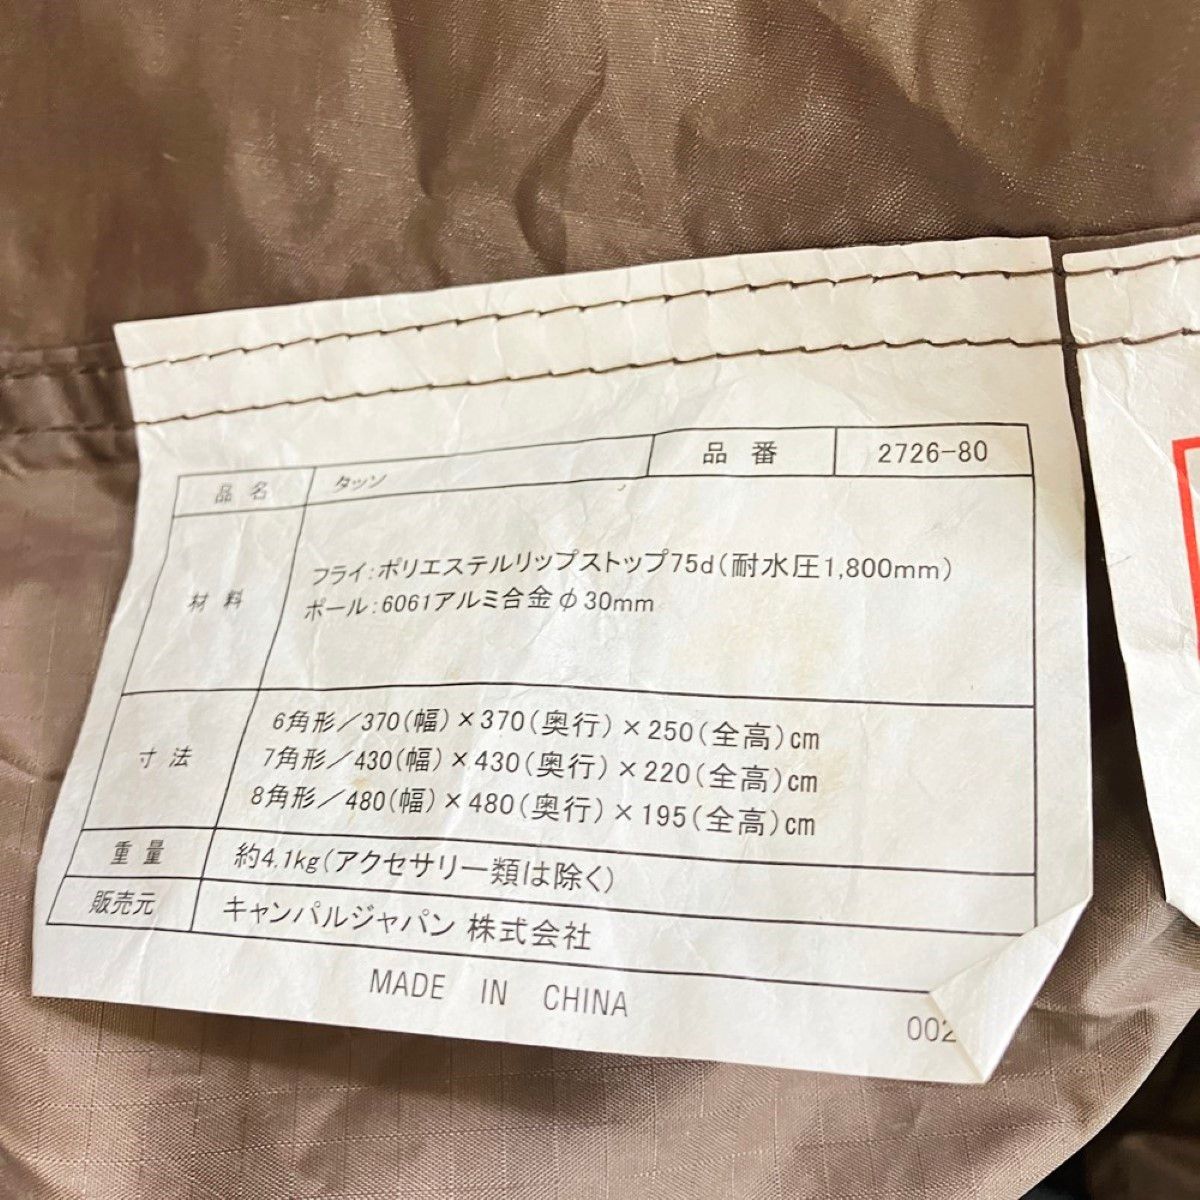 品名 タッソ 品番 2726-80
材料
フライ:ポリエステルリップストップ75d(耐水圧1,800mm)
ポール:6061アルミ合金φ30mm
寸法
6角形/370(幅)×370(奥行)×250(全高)cm
7角形/430(幅)×430(奥行)×220(全高)cm
8角形/480(幅)×480(奥行)×195(全高)cm
重量 約4.1kg(アクセサリー類は除く)
販売元 キャンパルジャパン 株式会社
MADE IN CHINA
002